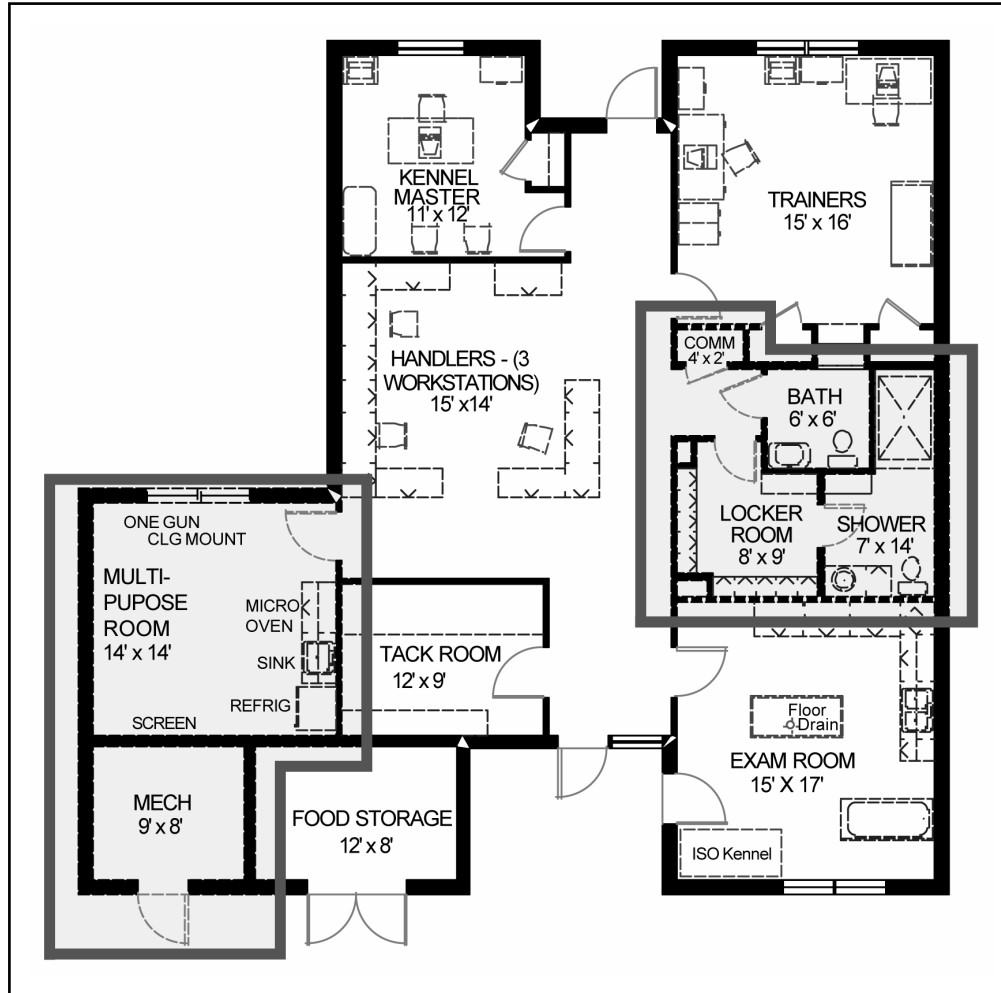 KENNEL
MASTER
11' x 12'
TRAINERS
15' x 16'
COMM
4' x 2'
HANDLERS - (3
WORKSTATIONS)
15' x14'
BATH
6' x 6'
ONE GUN
CLG MOUNT
LOCKER
ROOM
8' x 9'
SHOWER
7' x 14'
MULTI-
PUPOSE
ROOM
14' x 14'
MICRO
OVEN
SINK
REFRIG
SCREEN
TACK ROOM
12' x 9'
Floor
Drain
EXAM ROOM
15' X 17'
MECH
9' x 8'
FOOD STORAGE
12' x 8'
ISO Kennel